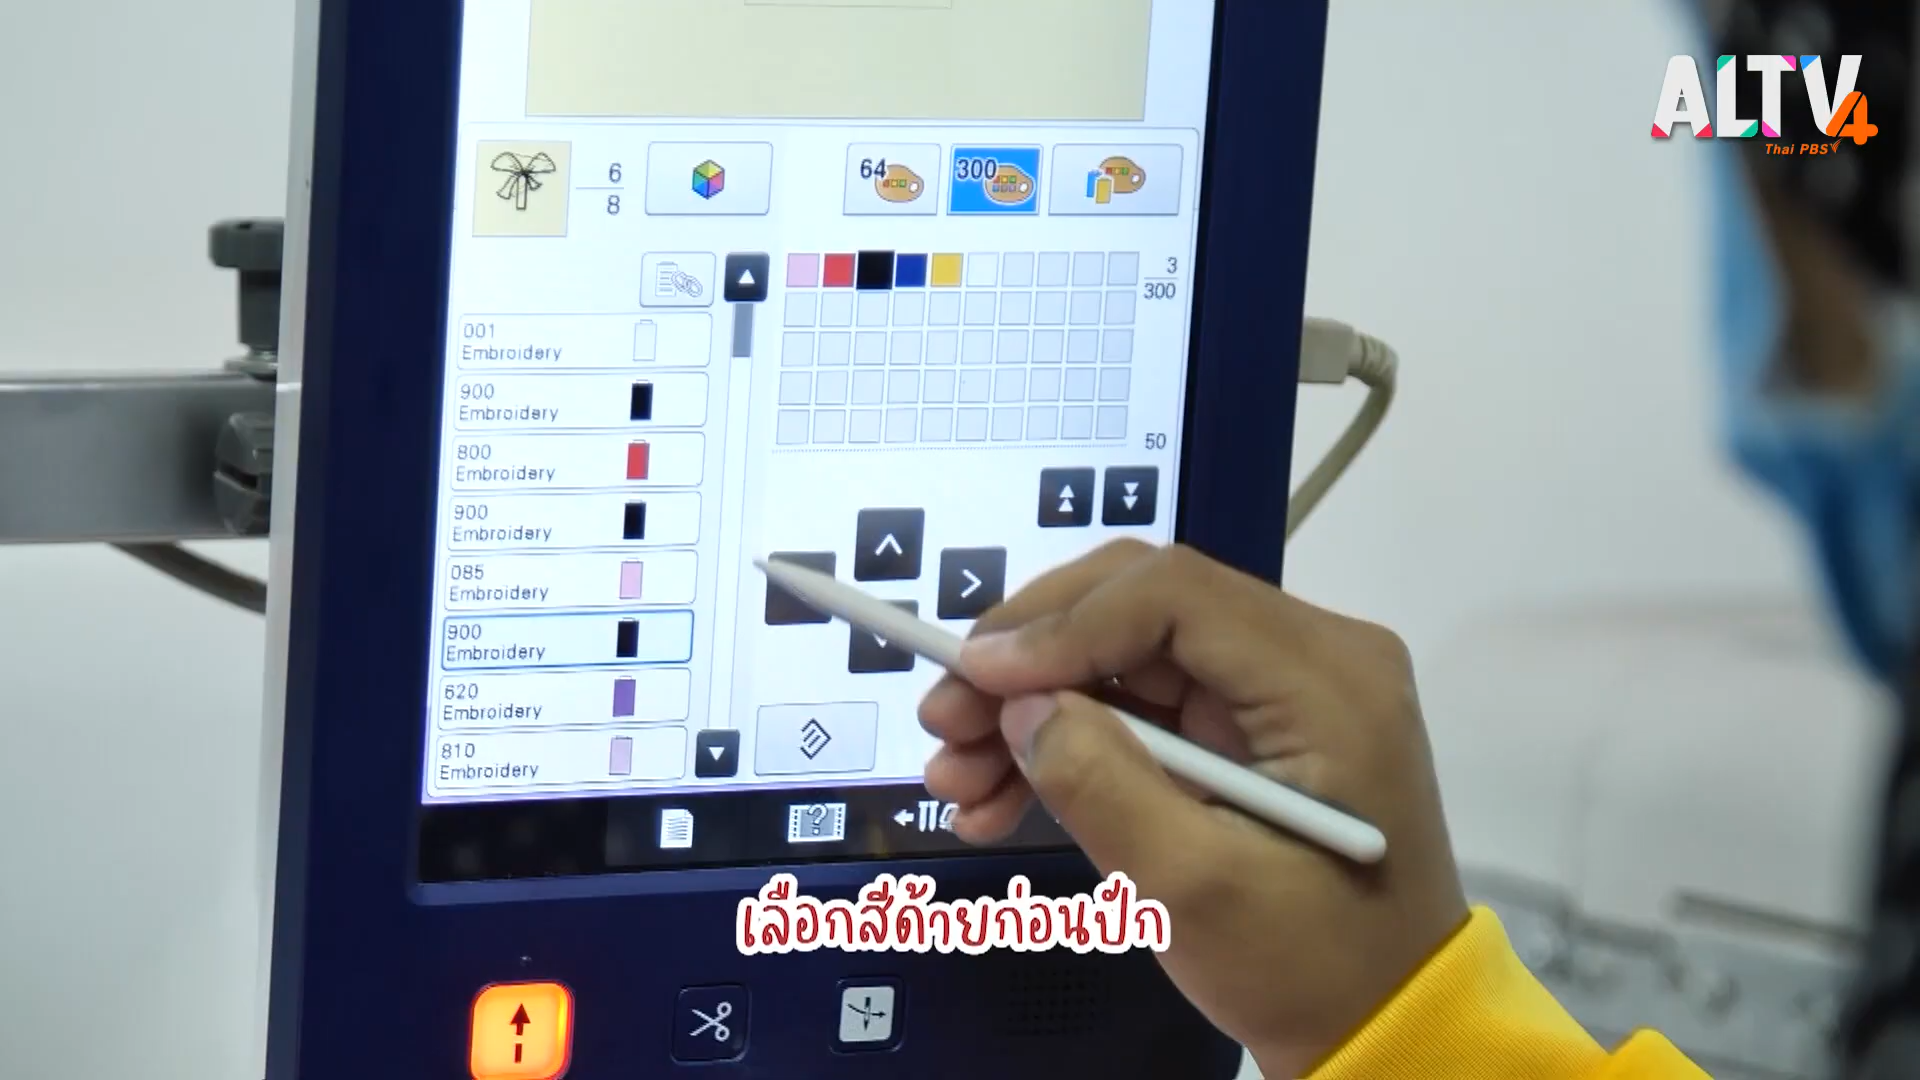 ALTV4
Thai PBS
6
8
64
300
3
300
001
Embroidery
900
Embroidery
800
Embroidery
900
Embroidery
085
Embroidery
900
Embroidery
620
Embroidery
810
Embroidery
50
?
เลือกสีด้ายก่อนปัก